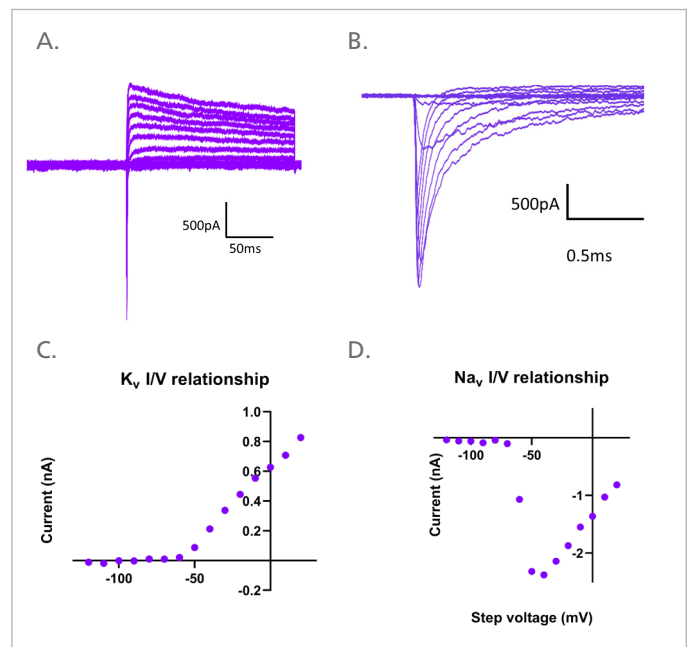 A.
B.
500pA
50ms
500pA
0.5ms
C.
D.
Kᵥ I/V relationship
Naᵥ I/V relationship
Current (nA)
1.0
0.8
0.6
0.4
0.2
-0.2
-100
-50
Current (nA)
-100
-50
-1
-2
Step voltage (mV)